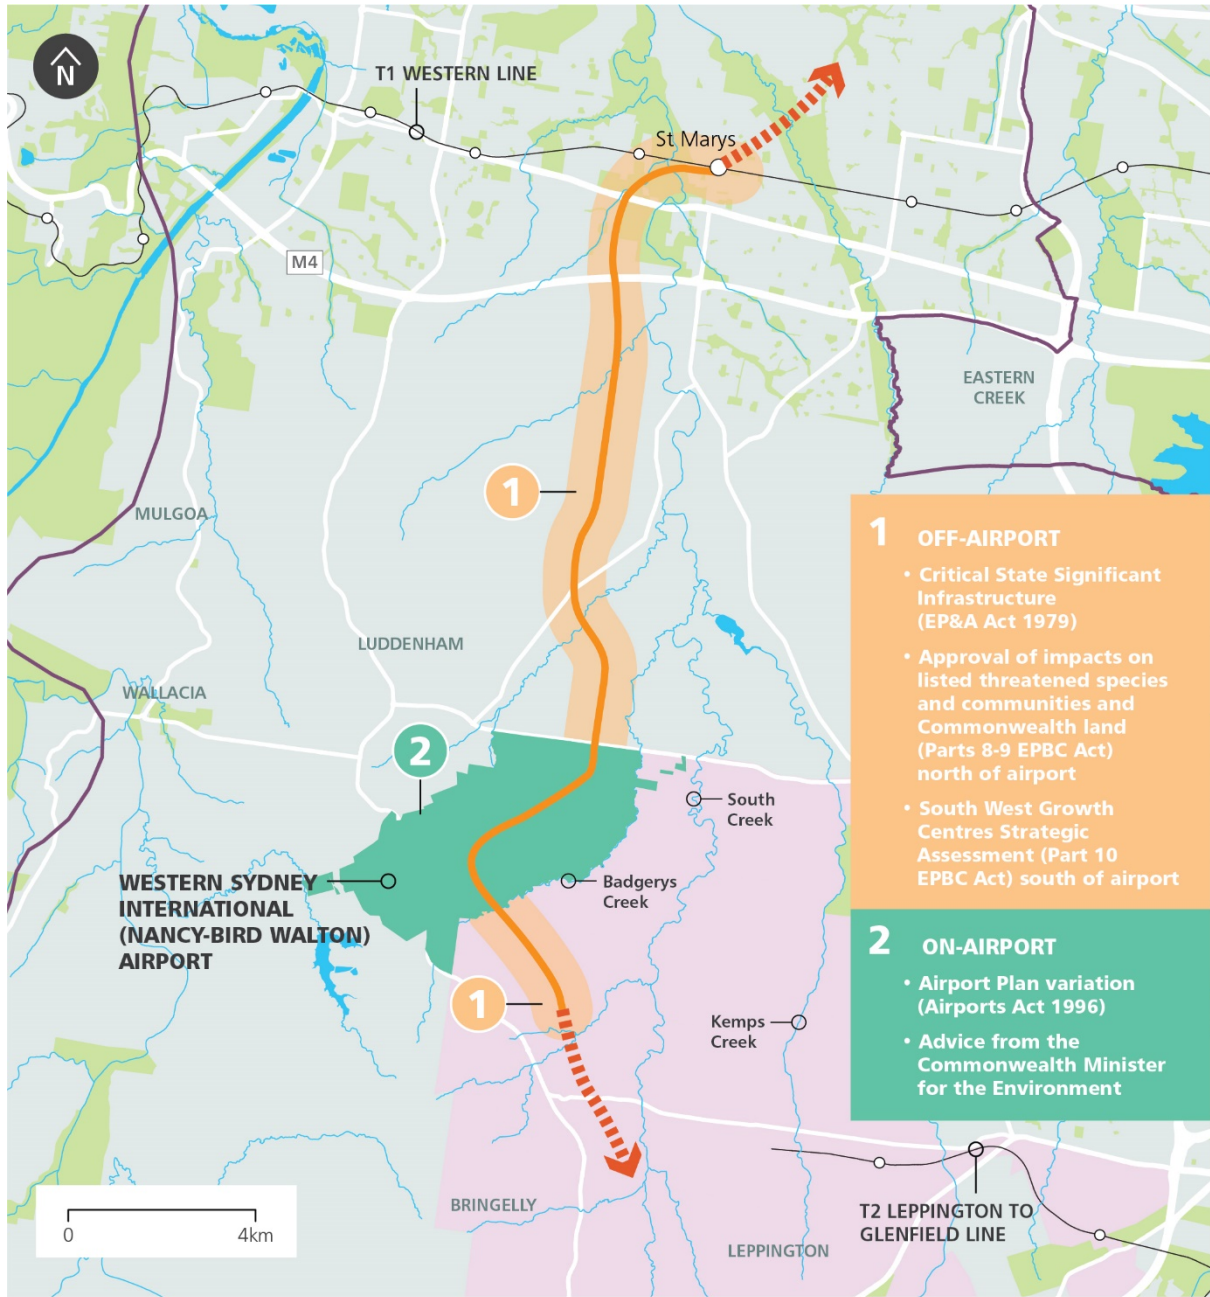 N
T1 WESTERN LINE
St Marys
M4
EASTERN
CREEK
1
MULGOA
LUDDENHAM
WALLACIA
2
South
Creek
WESTERN SYDNEY
INTERNATIONAL
(NANCY-BIRD WALTON)
AIRPORT
Badgerys
Creek
1
Kemps
Creek
BRINGELLY
LEPPINGTON
T2 LEPPINGTON TO
GLENFIELD LINE
0 4km
1 OFF-AIRPORT
• Critical State Significant
Infrastructure
(EP&A Act 1979)
• Approval of impacts on
listed threatened species
and communities and
Commonwealth land
(Parts 8-9 EPBC Act)
north of airport
• South West Growth
Centres Strategic
Assessment (Part 10
EPBC Act) south of airport
2 ON-AIRPORT
• Airport Plan variation
(Airports Act 1996)
• Advice from the
Commonwealth Minister
for the Environment